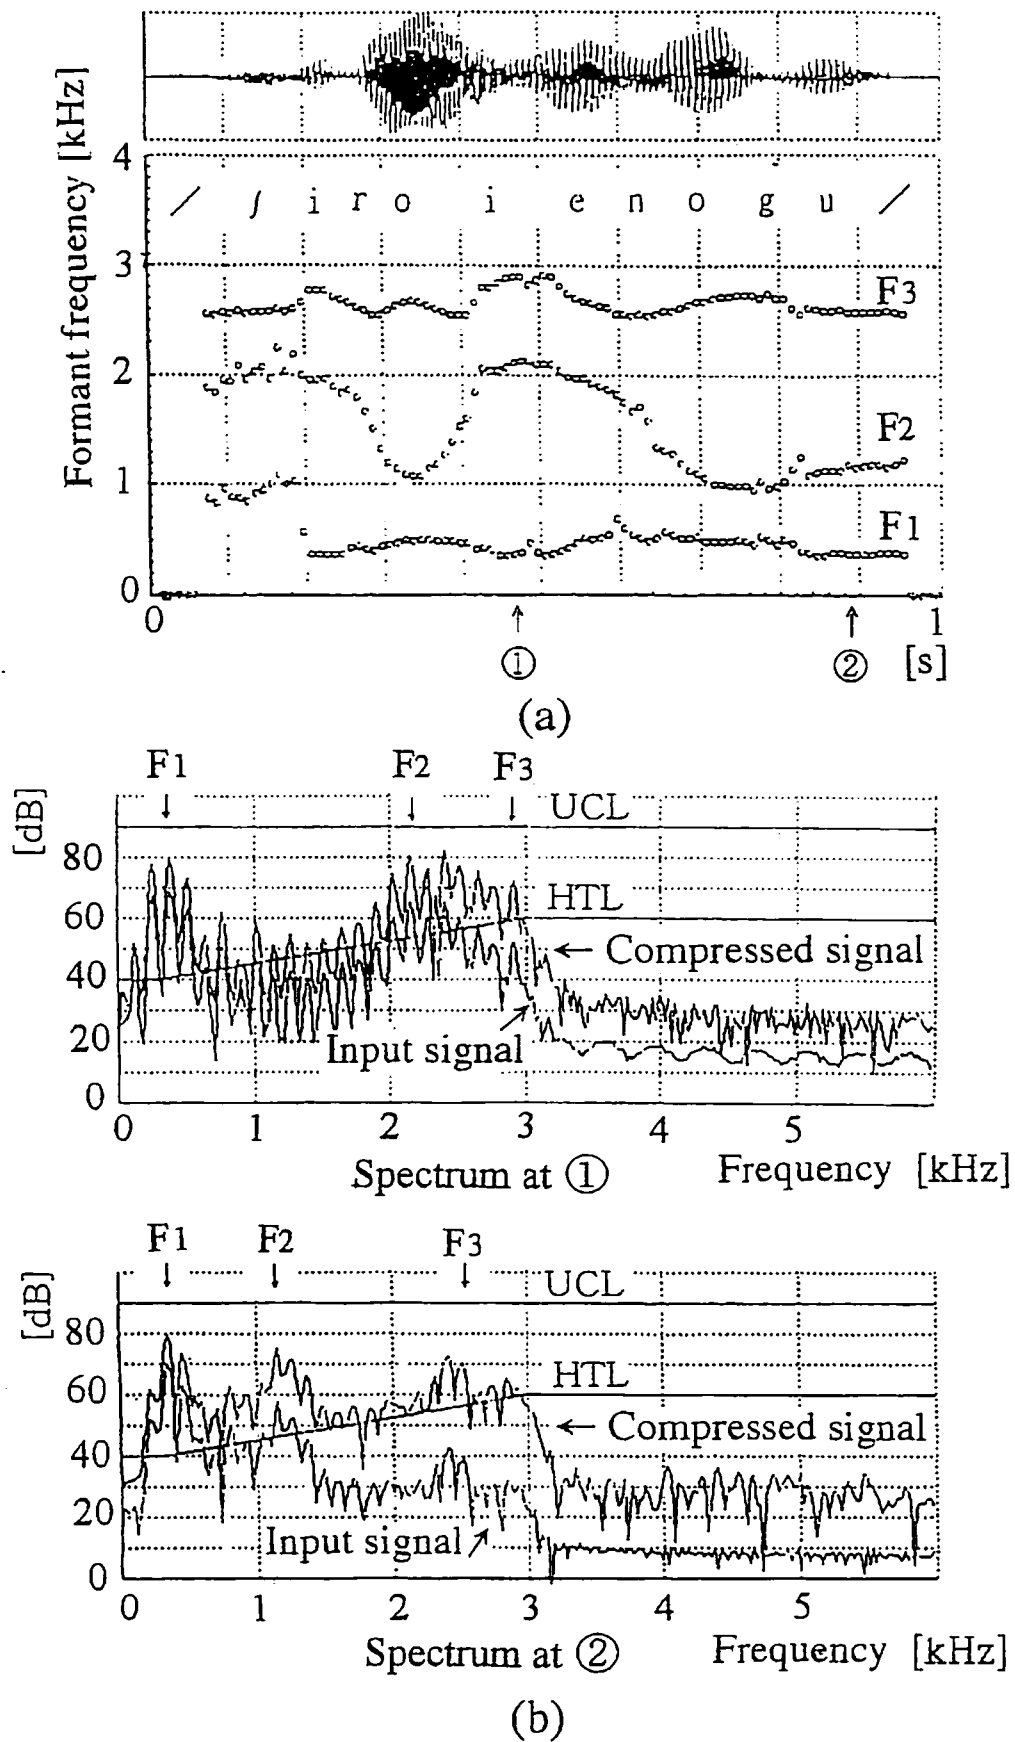 Formant frequency [kHz]
4
3
2
1
0
/ ʃ i r o i e n o g u /
F3
F2
F1
0
1
① ② [s]
(a)
F1 F2 F3
[dB]
UCL
80
HTL
60
← Compressed signal
40
Input signal
20
0
0 1 2 3 4 5
Spectrum at ① Frequency [kHz]
F1 F2 F3
[dB]
UCL
80
HTL
60
← Compressed signal
40
20
Input signal
0
0 1 2 3 4 5
Spectrum at ② Frequency [kHz]
(b)